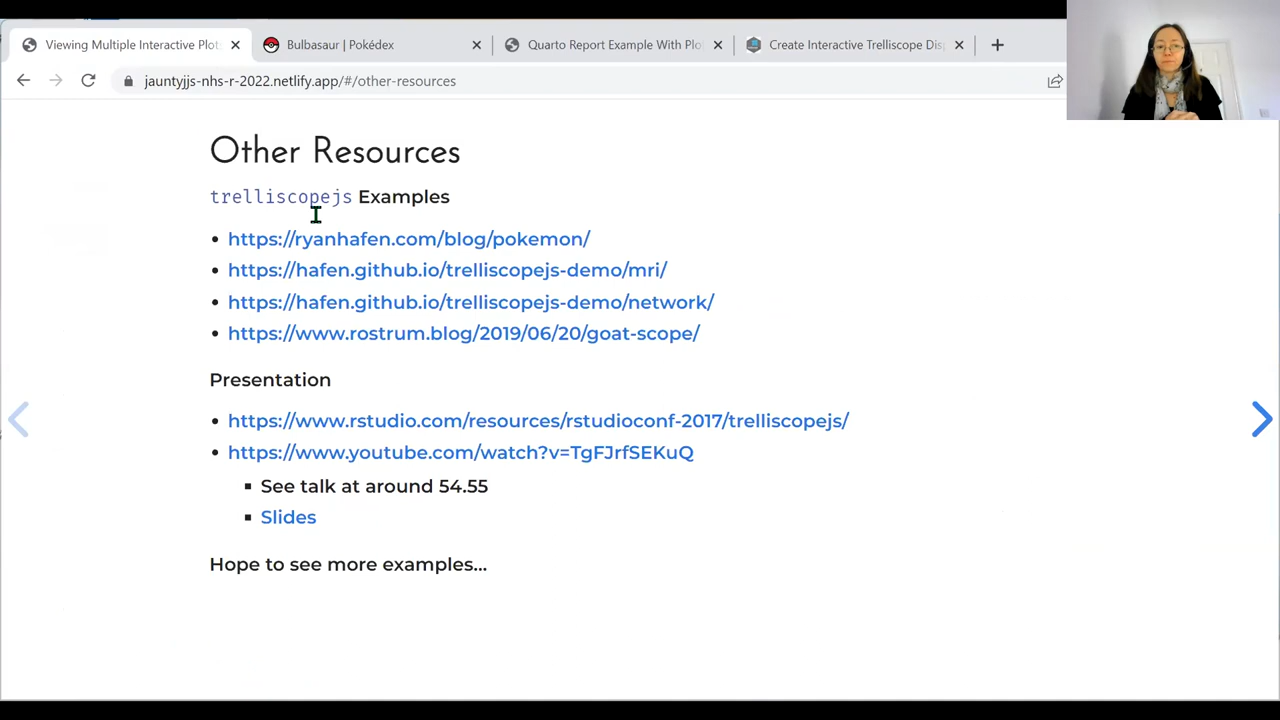 Viewing Multiple Interactive Plot
Bulbasaur | Pokédex
Quarto Report Example With Plo
Create Interactive Trelliscope Dis
jauntyjjs-nhs-r-2022.netlify.app/#/other-resources
Other Resources
trelliscopejs Examples
• https://ryanhafen.com/blog/pokemon/
• https://hafen.github.io/trelliscopejs-demo/mri/
• https://hafen.github.io/trelliscopejs-demo/network/
• https://www.rostrum.blog/2019/06/20/goat-scope/
Presentation
• https://www.rstudio.com/resources/rstudioconf-2017/trelliscopejs/
• https://www.youtube.com/watch?v=TgFJrfSEKuQ
▪ See talk at around 54.55
▪ Slides
Hope to see more examples...